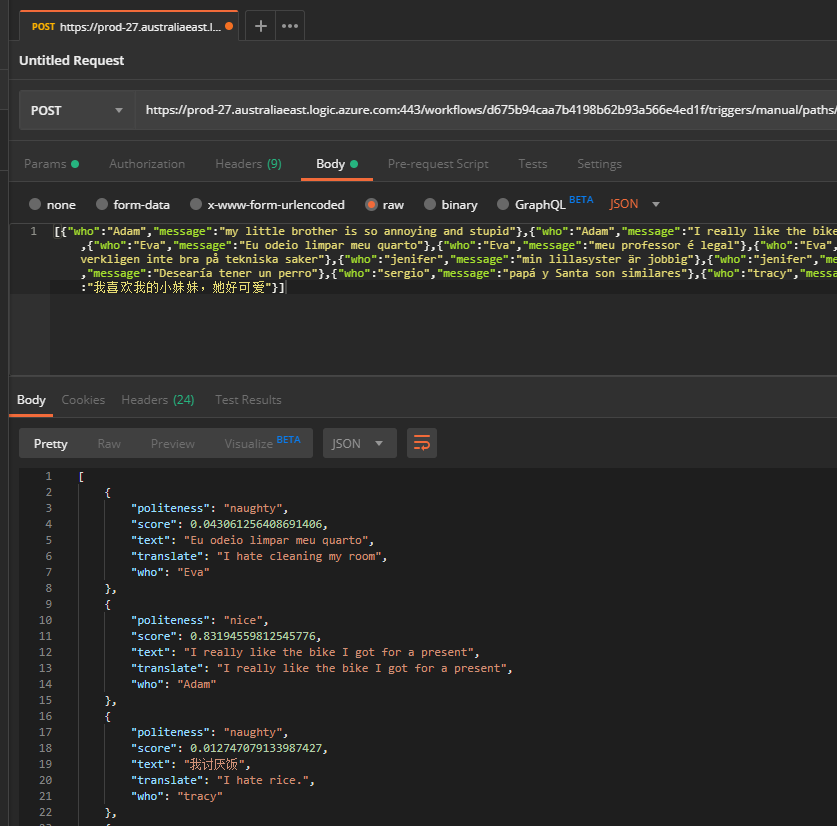 POST https://prod-27.australiaeast.l... + •••
Untitled Request
POST https://prod-27.australiaeast.logic.azure.com:443/workflows/d675b94caa7b4198b62b93a566e4ed1f/triggers/manual/paths/
Params Authorization Headers (9) Body Pre-request Script Tests Settings
none form-data x-www-form-urlencoded raw binary GraphQL BETA JSON
1 [{"who":"Adam","message":"my little brother is so annoying and stupid"},{"who":"Adam","message":"I really like the bike
,{"who":"Eva","message":"Eu odeio limpar meu quarto"},{"who":"Eva","message":"meu professor é legal"},{"who":"Eva",
verkligen inte bra på tekniska saker"},{"who":"jenifer","message":"min lillasyster är jobbig"},{"who":"jenifer","me
,"message":"Desearía tener un perro"},{"who":"sergio","message":"papá y Santa son similares"},{"who":"tracy","messa
:"我喜欢我的小妹妹，她好可爱"}]
Body Cookies Headers (24) Test Results
Pretty Raw Preview Visualize BETA JSON
1 [
2 {
3 "politeness": "naughty",
4 "score": 0.043061256408691406,
5 "text": "Eu odeio limpar meu quarto",
6 "translate": "I hate cleaning my room",
7 "who": "Eva"
8 },
9 {
10 "politeness": "nice",
11 "score": 0.83194559812545776,
12 "text": "I really like the bike I got for a present",
13 "translate": "I really like the bike I got for a present",
14 "who": "Adam"
15 },
16 {
17 "politeness": "naughty",
18 "score": 0.012747079133987427,
19 "text": "我讨厌饭",
20 "translate": "I hate rice.",
21 "who": "tracy"
22 },